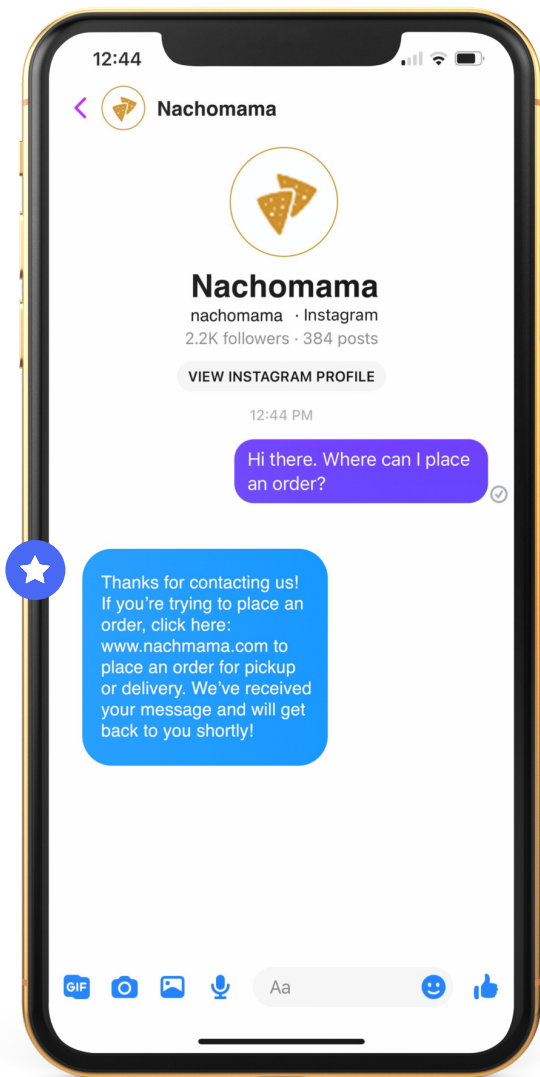 12:44
Nachomama
Nachomama
nachomama · Instagram
2.2K followers · 384 posts
VIEW INSTAGRAM PROFILE
12:44 PM
Hi there. Where can I place
an order?
Thanks for contacting us!
If you're trying to place an
order, click here:
www.nachmama.com to
place an order for pickup
or delivery. We've received
your message and will get
back to you shortly!
GIF
Aa